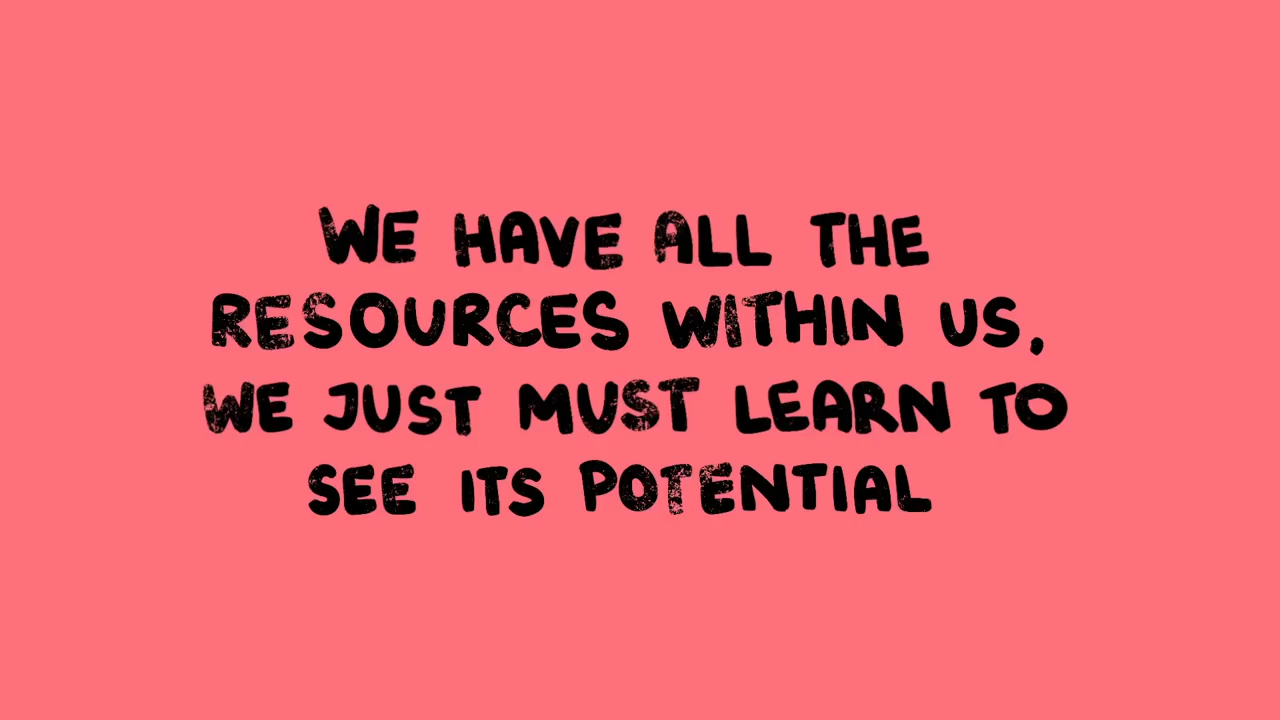 WE HAVE ALL THE
RESOURCES WITHIN US,
WE JUST MUST LEARN TO
SEE ITS POTENTIAL